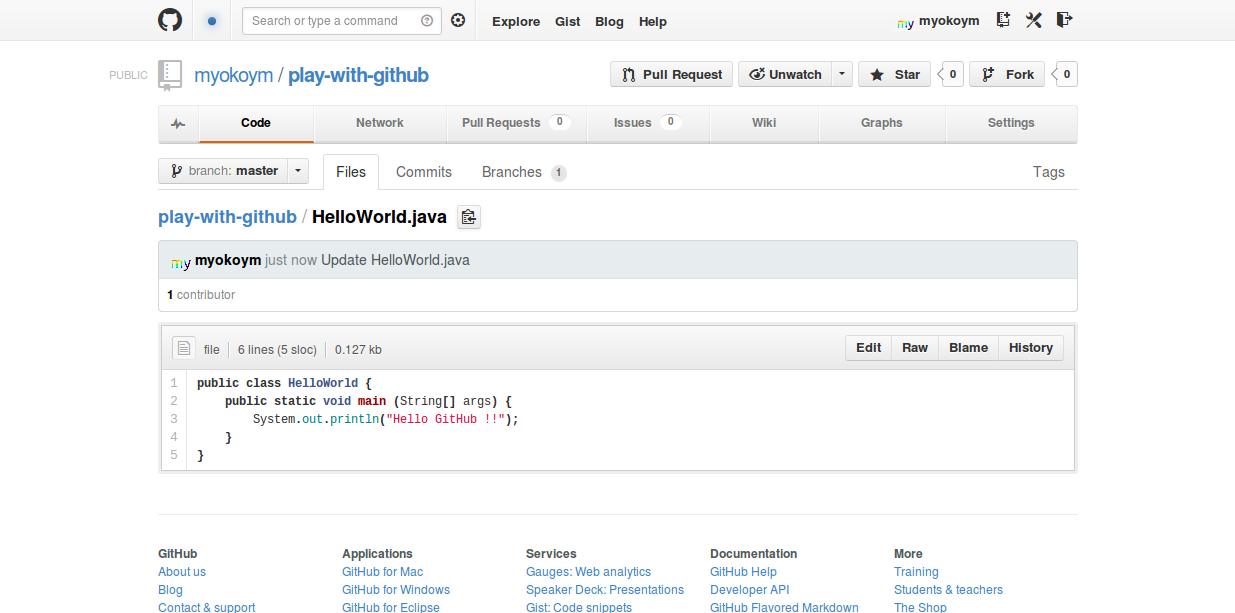 Search or type a command
Explore Gist Blog Help
my myokoym
PUBLIC myokoym / play-with-github
Pull Request Unwatch Star 0 Fork 0
Code Network Pull Requests 0 Issues 0 Wiki Graphs Settings
branch: master Files Commits Branches 1 Tags
play-with-github / HelloWorld.java
my myokoym just now Update HelloWorld.java
1 contributor
file 6 lines (5 sloc) 0.127 kb Edit Raw Blame History
1 public class HelloWorld {
2     public static void main (String[] args) {
3         System.out.println("Hello GitHub !!");
4     }
5 }
GitHub Applications Services Documentation More
About us GitHub for Mac Gauges: Web analytics GitHub Help Training
Blog GitHub for Windows Speaker Deck: Presentations Developer API Students & teachers
Contact & support GitHub for Eclipse Gist: Code snippets GitHub Flavored Markdown The Shop